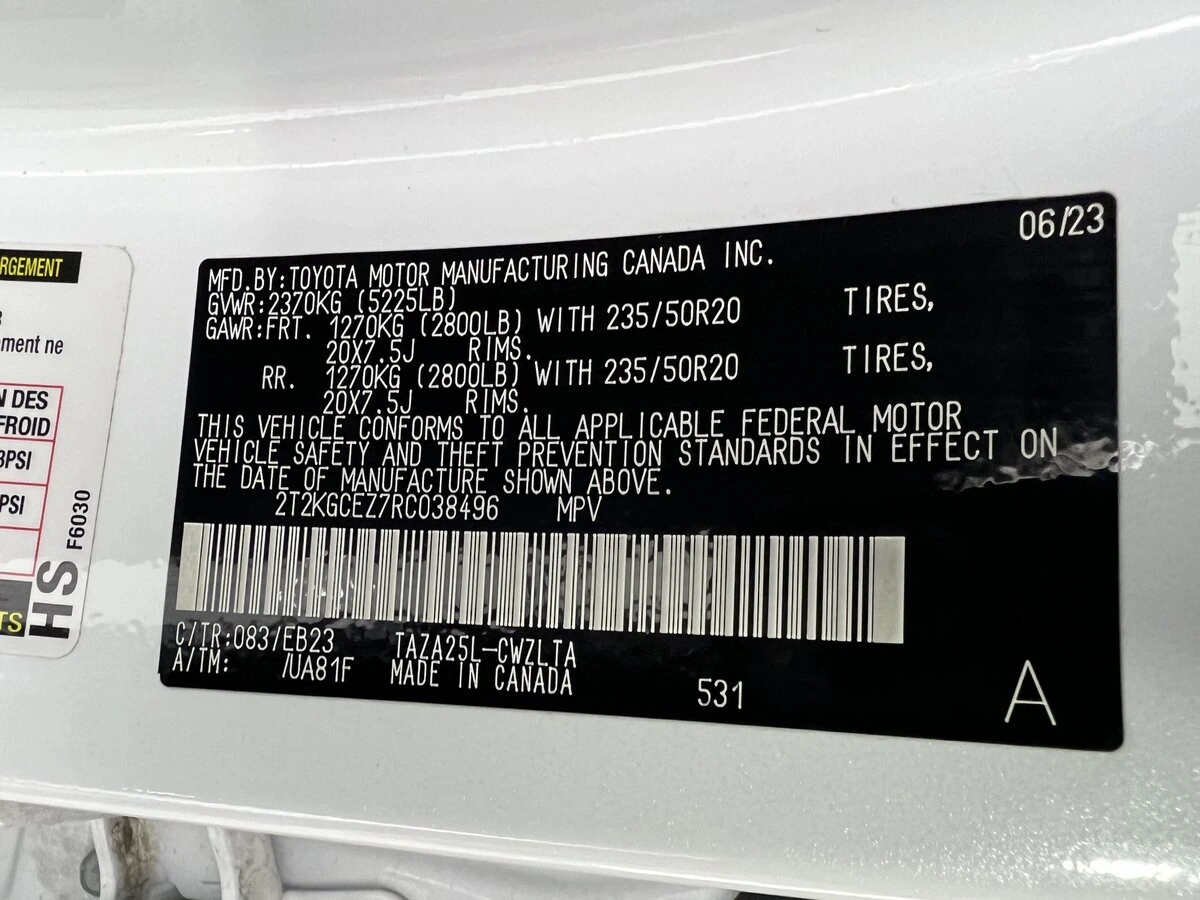 RGEMENT
ement ne
N DES
FROID
PSI
PSI
TS
HS F6030
06/23
MFD.BY:TOYOTA MOTOR MANUFACTURING CANADA INC.
GVWR:2370KG (5225LB)
GAWR:FRT. 1270KG (2800LB) WITH 235/50R20 TIRES,
20X7.5J RIMS.
RR. 1270KG (2800LB) WITH 235/50R20 TIRES,
20X7.5J RIMS.
THIS VEHICLE CONFORMS TO ALL APPLICABLE FEDERAL MOTOR
VEHICLE SAFETY AND THEFT PREVENTION STANDARDS IN EFFECT ON
THE DATE OF MANUFACTURE SHOWN ABOVE.
2T2KGCEZ7RC038496 MPV
C/TR:083/EB23 TAZA25L-CWZLTA
A/TM: /UA81F MADE IN CANADA
531
A